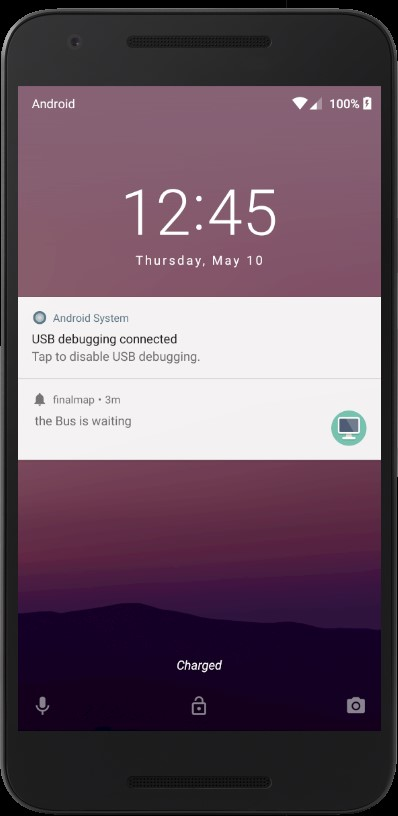 Android 100%
12:45
Thursday, May 10
Android System
USB debugging connected
Tap to disable USB debugging.
finalmap • 3m
the Bus is waiting
Charged